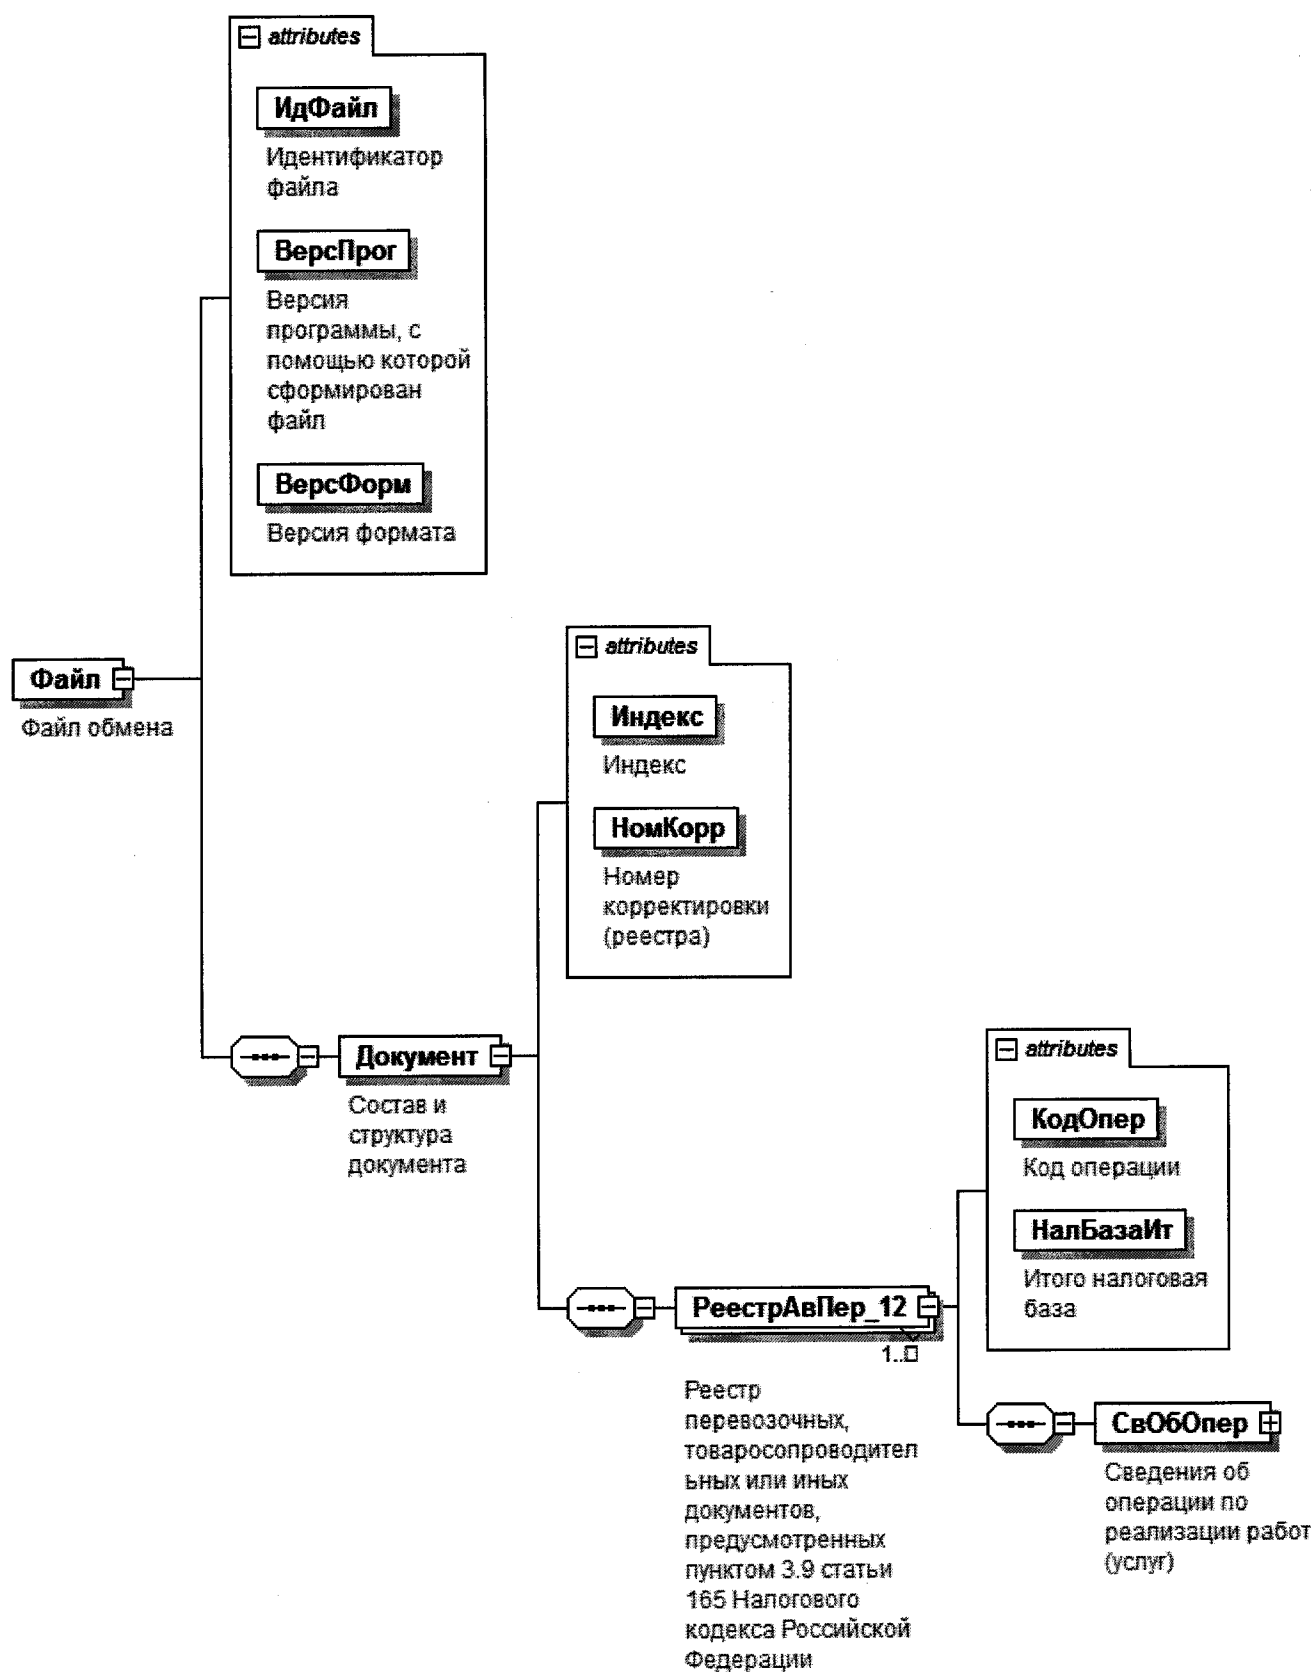 attributes
ИдФайл
Идентификатор
файла
ВерсПрог
Версия
программы, с
помощью которой
сформирован
файл
ВерсФорм
Версия формата
Файл
Файл обмена
attributes
Индекс
Индекс
НомКорр
Номер
корректировки
(реестра)
Документ
Состав и
структура
документа
attributes
КодОпер
Код операции
НалБазаИт
Итого налоговая
база
РеестрАвПер_12
1..□
Реестр
перевозочных,
товаросопроводител
ьных или иных
документов,
предусмотренных
пунктом 3.9 статьи
165 Налогового
кодекса Российской
Федерации
СвОбОпер
Сведения об
операции по
реализации работ
(услуг)